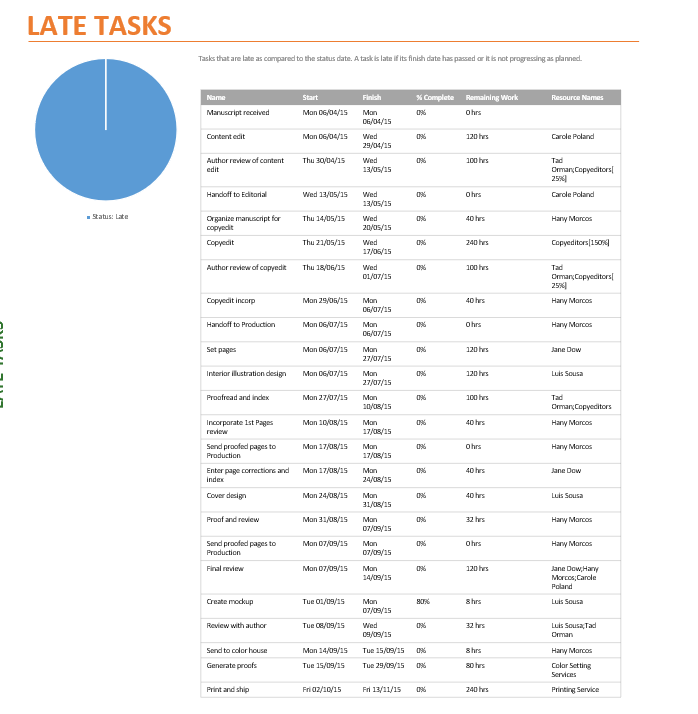 LATE TASKS
Tasks that are late as compared to the status date. A task is late if its finish date has passed or it is not progressing as planned.
Status: Late
Name Start Finish % Complete Remaining Work Resource Names
Manuscript received Mon 06/04/15 Mon 0% 0 hrs
06/04/15
Content edit Mon 06/04/15 Wed 0% 120 hrs Carole Poland
29/04/15
Author review of content Thu 30/04/15 Wed 0% 100 hrs Tad
edit 13/05/15 Orman;Copyeditors[
25%]
Handoff to Editorial Wed 13/05/15 Wed 0% 0 hrs Carole Poland
13/05/15
Organize manuscript for Thu 14/05/15 Wed 0% 40 hrs Hany Morcos
copyedit 20/05/15
Copyedit Thu 21/05/15 Wed 0% 240 hrs Copyeditors[150%]
17/06/15
Author review of copyedit Thu 18/06/15 Wed 0% 100 hrs Tad
01/07/15 Orman;Copyeditors[
25%]
Copyedit incorp Mon 29/06/15 Mon 0% 40 hrs Hany Morcos
06/07/15
Handoff to Production Mon 06/07/15 Mon 0% 0 hrs Hany Morcos
06/07/15
Set pages Mon 06/07/15 Mon 0% 120 hrs Jane Dow
27/07/15
Interior illustration design Mon 06/07/15 Mon 0% 120 hrs Luis Sousa
27/07/15
Proofread and index Mon 27/07/15 Mon 0% 100 hrs Tad
10/08/15 Orman;Copyeditors
Incorporate 1st Pages Mon 10/08/15 Mon 0% 40 hrs Hany Morcos
review 17/08/15
Send proofed pages to Mon 17/08/15 Mon 0% 0 hrs Hany Morcos
Production 17/08/15
Enter page corrections and Mon 17/08/15 Mon 0% 40 hrs Jane Dow
index 24/08/15
Cover design Mon 24/08/15 Mon 0% 40 hrs Luis Sousa
31/08/15
Proof and review Mon 31/08/15 Mon 0% 32 hrs Hany Morcos
07/09/15
Send proofed pages to Mon 07/09/15 Mon 0% 0 hrs Hany Morcos
Production 07/09/15
Final review Mon 07/09/15 Mon 0% 120 hrs Jane Dow;Hany
14/09/15 Morcos;Carole
Poland
Create mockup Tue 01/09/15 Mon 80% 8 hrs Luis Sousa
07/09/15
Review with author Tue 08/09/15 Wed 0% 32 hrs Luis Sousa;Tad
09/09/15 Orman
Send to color house Mon 14/09/15 Tue 15/09/15 0% 8 hrs Hany Morcos
Generate proofs Tue 15/09/15 Tue 29/09/15 0% 80 hrs Color Setting
Services
Print and ship Fri 02/10/15 Fri 13/11/15 0% 240 hrs Printing Service